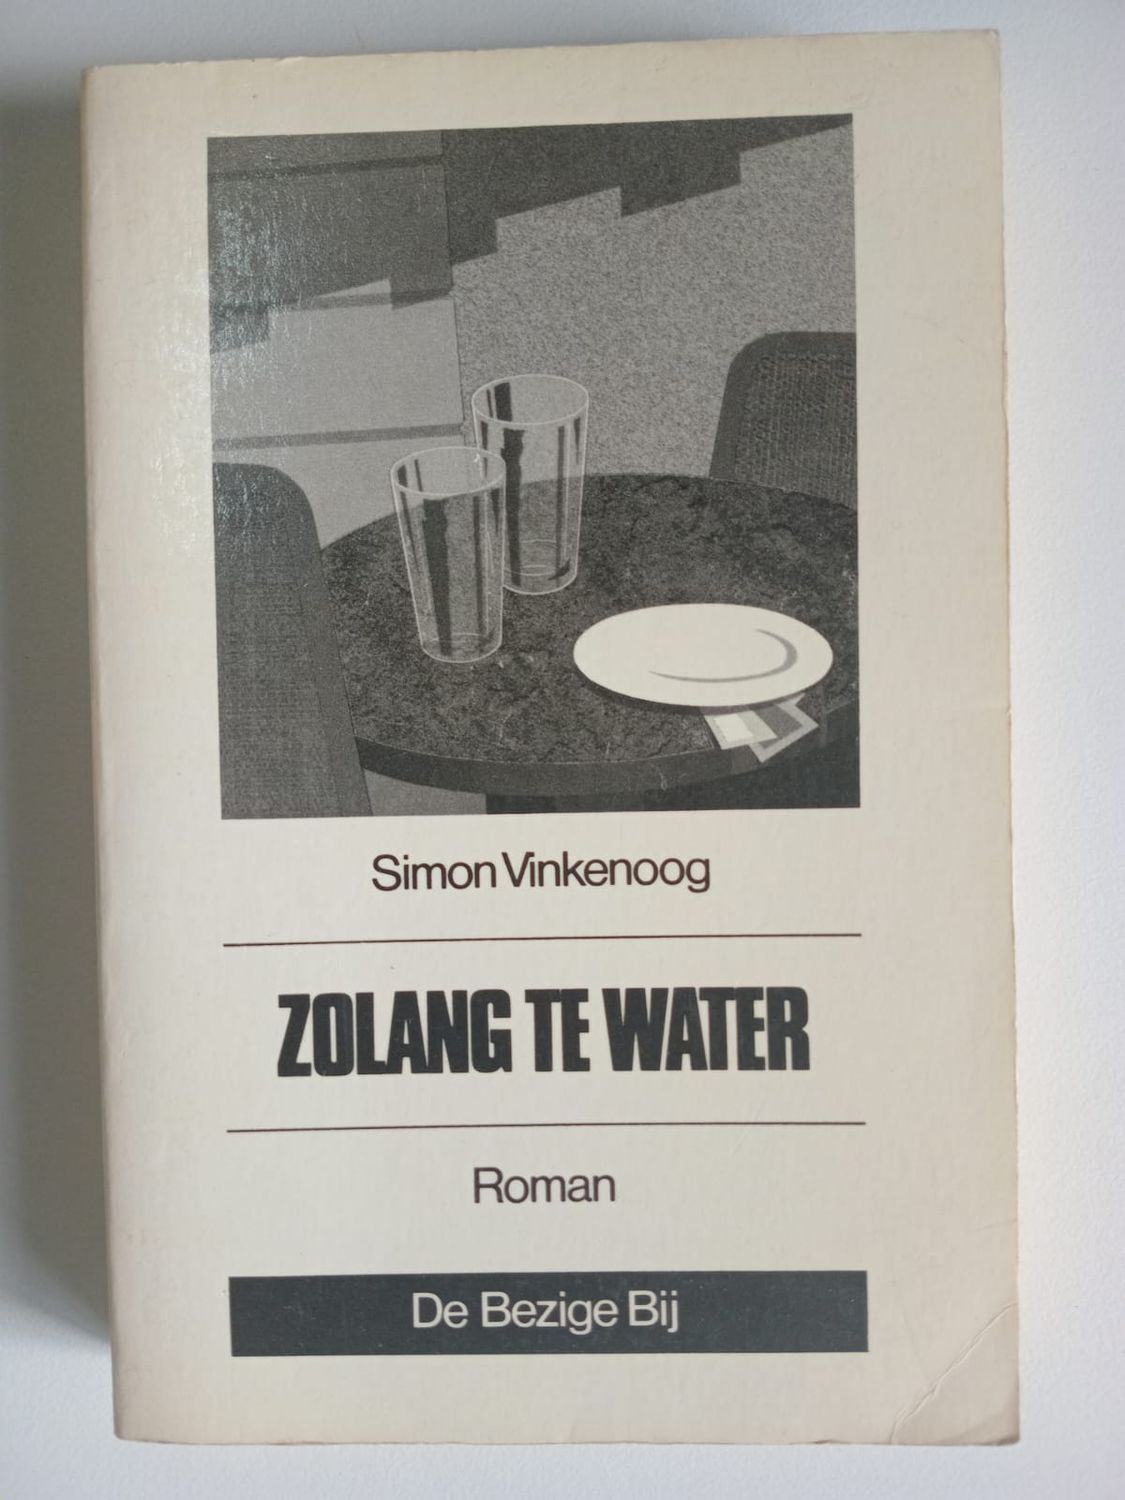 Simon Vinkenoog
ZOLANG TE WATER
Roman
De Bezige Bij